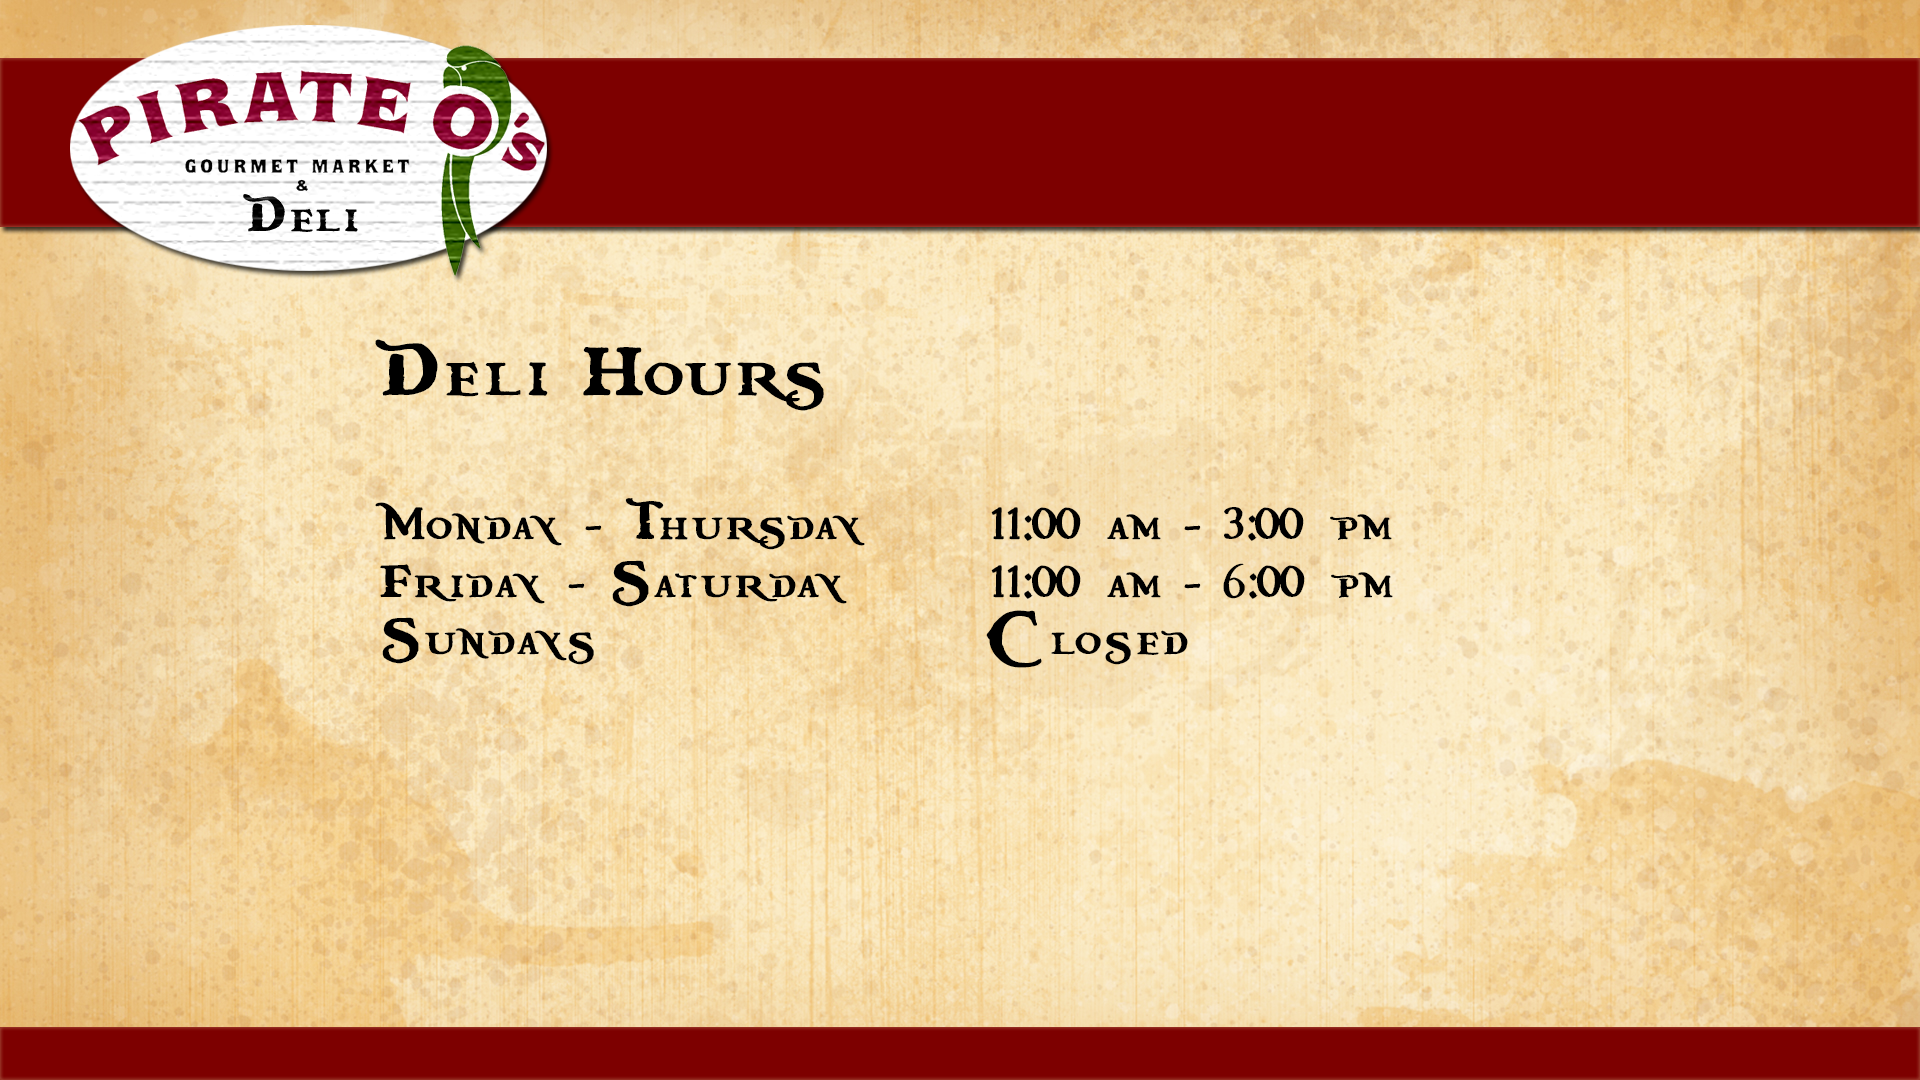 PIRATE O'S
GOURMET MARKET
&
DELI
DELI HOURS
MONDAY - THURSDAY 11:00 AM - 3:00 PM
FRIDAY - SATURDAY 11:00 AM - 6:00 PM
SUNDAYS CLOSED